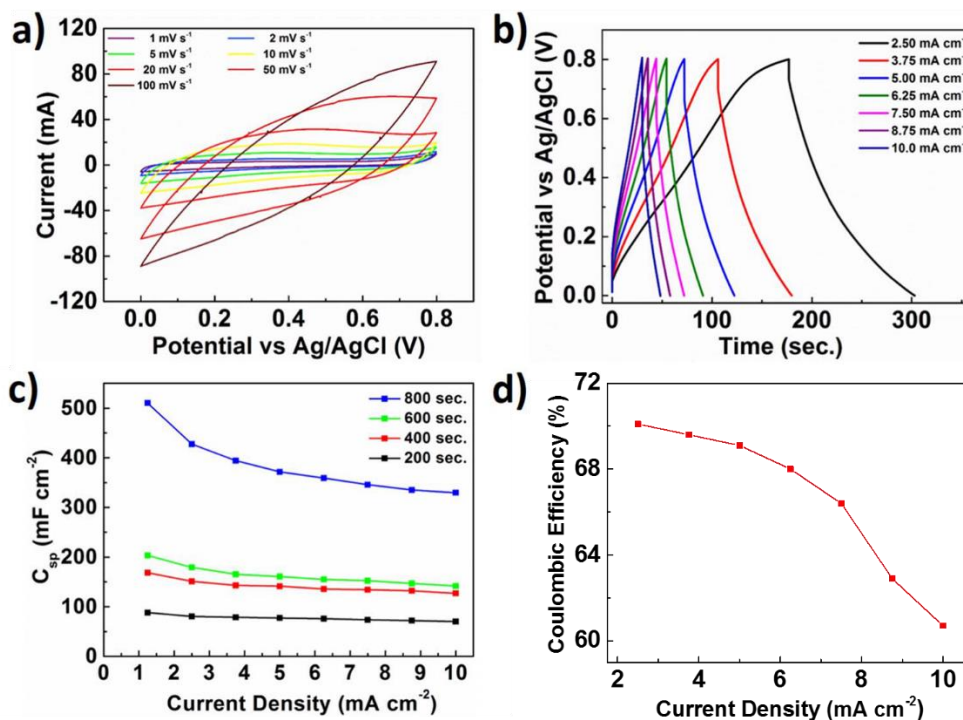 a)
120
80
40
0
-40
-80
-120
Current (mA)
1 mV s⁻¹ 2 mV s⁻¹
5 mV s⁻¹ 10 mV s⁻¹
20 mV s⁻¹ 50 mV s⁻¹
100 mV s⁻¹
0.0 0.2 0.4 0.6 0.8
Potential vs Ag/AgCl (V)
b)
1.0
0.8
0.6
0.4
0.2
0.0
Potential vs Ag/AgCl (V)
2.50 mA cm⁻
3.75 mA cm⁻
5.00 mA cm⁻
6.25 mA cm⁻
7.50 mA cm⁻
8.75 mA cm⁻
10.0 mA cm⁻
0 100 200 300
Time (sec.)
c)
500
400
300
200
100
0
C sp (mF cm⁻²)
800 sec.
600 sec.
400 sec.
200 sec.
0 1 2 3 4 5 6 7 8 9 10
Current Density (mA cm⁻²)
d)
72
68
64
60
Coulombic Efficiency (%)
2 4 6 8 10
Current Density (mA cm⁻²)